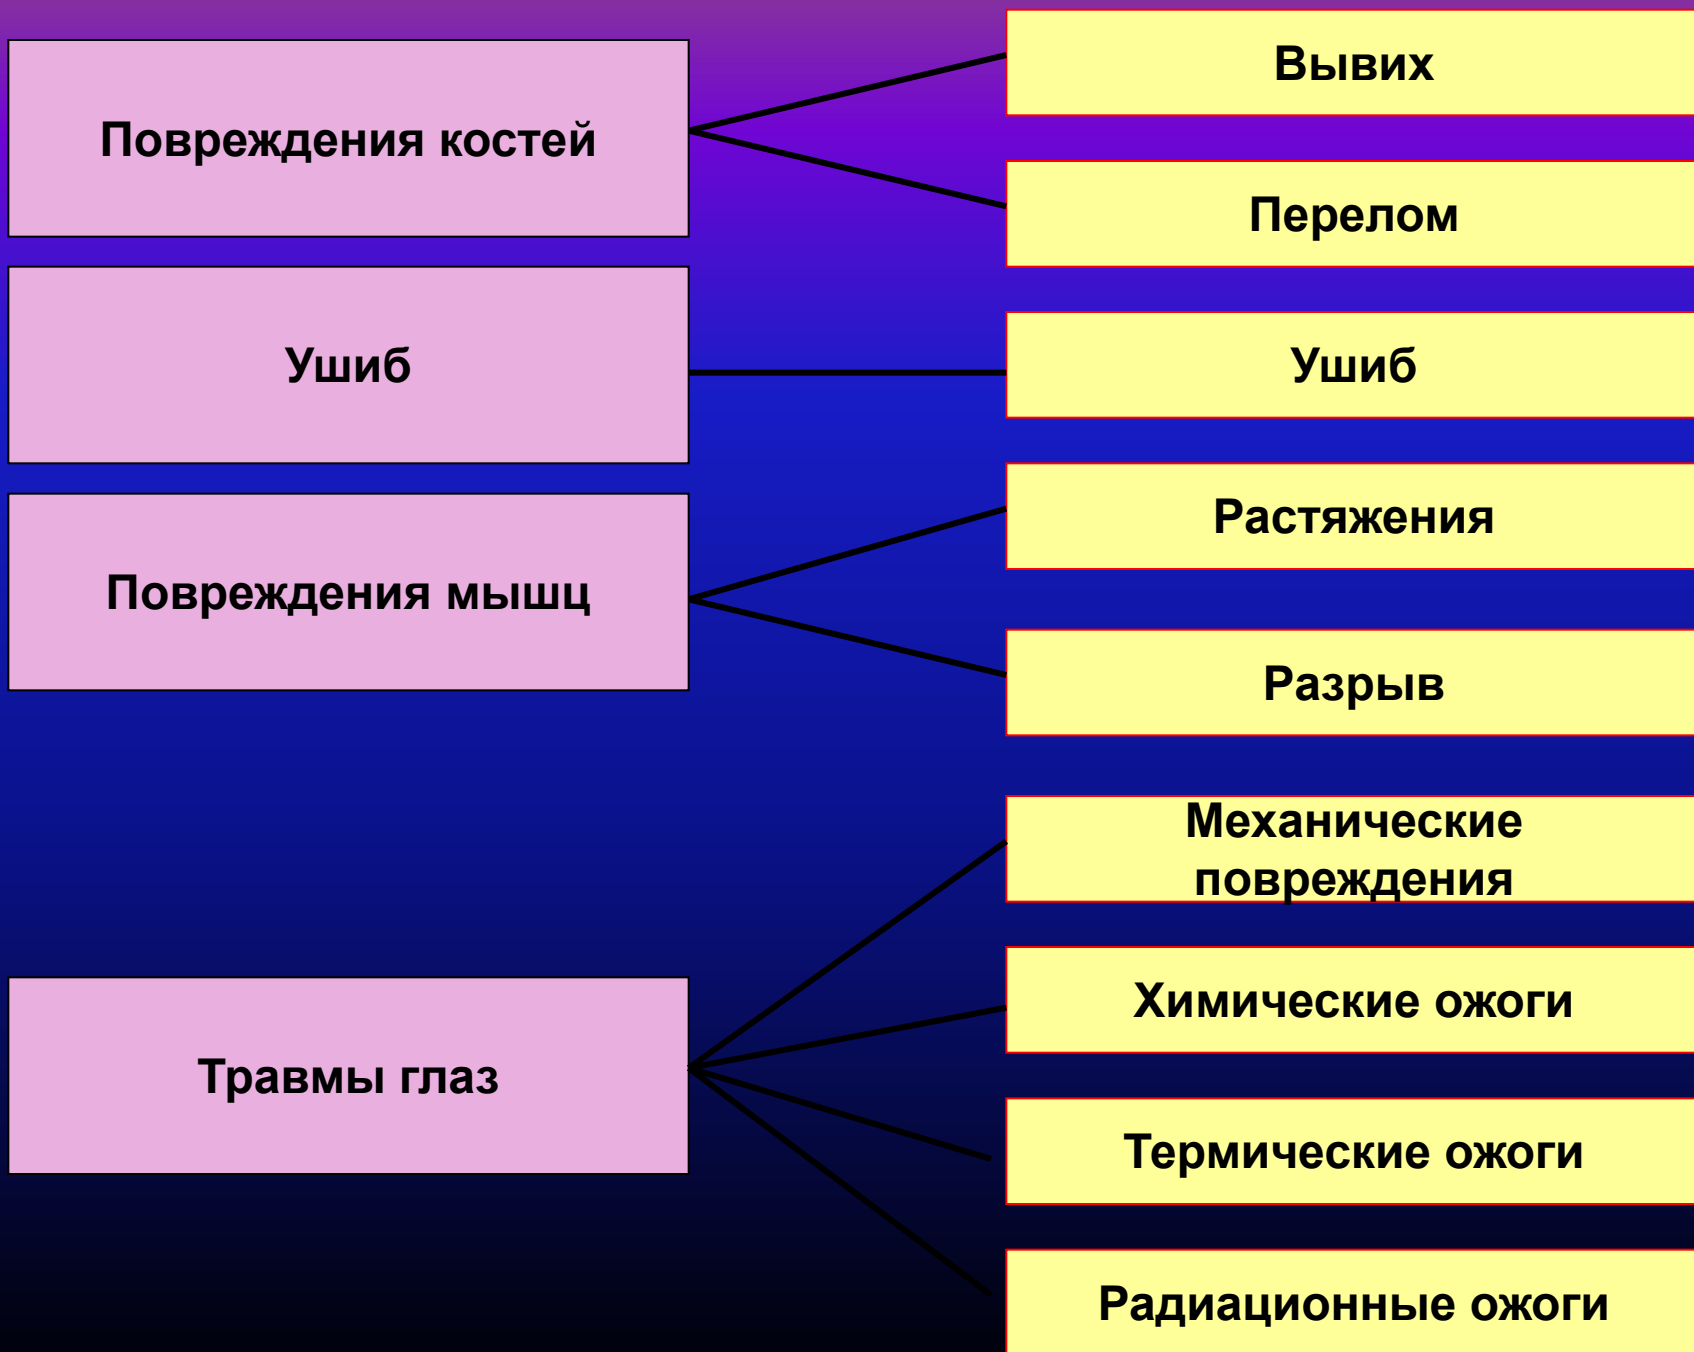 Повреждения костей
Вывих
Перелом
Ушиб
Ушиб
Повреждения мышц
Растяжения
Разрыв
Травмы глаз
Механические
повреждения
Химические ожоги
Термические ожоги
Радиационные ожоги